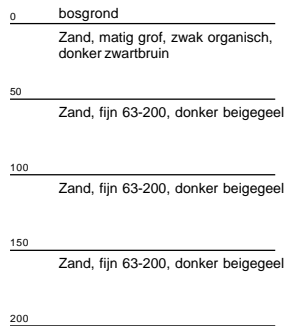 0 bosgrond
Zand, matig grof, zwak organisch,
donker zwartbruin
50
Zand, fijn 63-200, donker beigegeel
100
Zand, fijn 63-200, donker beigegeel
150
Zand, fijn 63-200, donker beigegeel
200